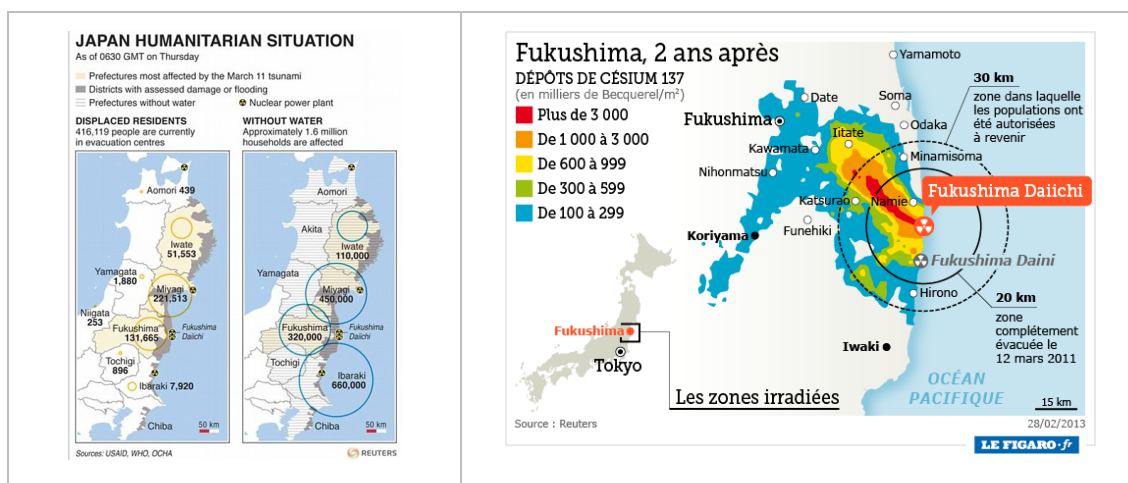 JAPAN HUMANITARIAN SITUATION
As of 0630 GMT on Thursday
Prefectures most affected by the March 11 tsunami
Districts with assessed damage or flooding
Prefectures without water
Nuclear power plant
DISPLACED RESIDENTS
416,119 people are currently
in evacuation centres
Aomori 439
Iwate
51,553
Yamagata
1,880
Miyagi
221,513
Niigata
253
Fukushima
131,665
Fukushima
Daiichi
Tochigi
896
Ibaraki 7,920
Chiba
50 km
WITHOUT WATER
Approximately 1.6 million
households are affected
Aomori
Akita
Iwate
110,000
Yamagata
Miyagi
450,000
Fukushima
320,000
Fukushima
Daiichi
Tochigi
Ibaraki
660,000
Chiba
50 km
Sources: USAID, WHO, OCHA
REUTERS
Fukushima, 2 ans après
DÉPÔTS DE CÉSIUM 137
(en milliers de Becquerel/m²)
Plus de 3 000
De 1 000 à 3 000
De 600 à 999
De 300 à 599
De 100 à 299
Yamamoto
30 km
zone dans laquelle
les populations ont
été autorisées
à revenir
Date
Soma
Fukushima
Odaka
Iitate
Kawamata
Minamisoma
Nihonmatsu
Fukushima Daiichi
Katsurao
Namie
Funehiki
Koriyama
Fukushima Daini
Hirono
20 km
zone
complétement
évacuée le
12 mars 2011
Fukushima
Tokyo
Iwaki
OCÉAN
PACIFIQUE
Les zones irradiées
15 km
Source : Reuters
28/02/2013
LE FIGARO·fr